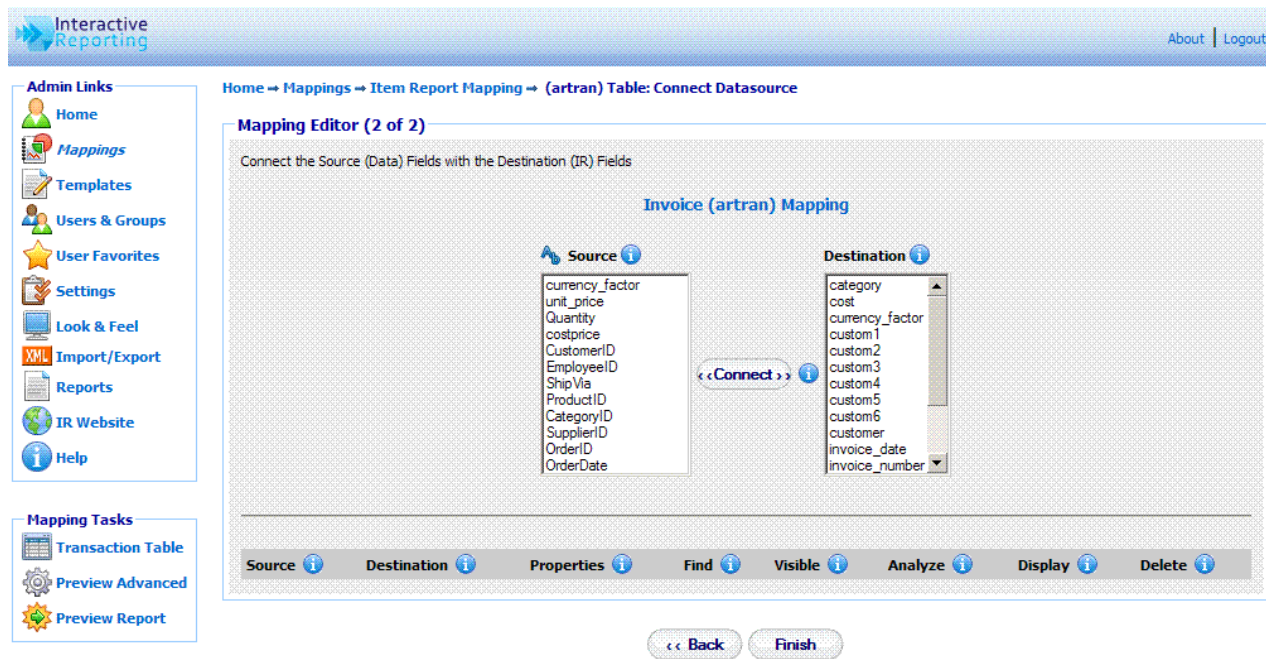 Interactive
Reporting
About | Logout
Admin Links
Home
Mappings
Templates
Users & Groups
User Favorites
Settings
Look & Feel
XML Import/Export
Reports
IR Website
Help
Mapping Tasks
Transaction Table
Preview Advanced
Preview Report
Home ➟ Mappings ➟ Item Report Mapping ➟ (artran) Table: Connect Datasource
Mapping Editor (2 of 2)
Connect the Source (Data) Fields with the Destination (IR) Fields
Invoice (artran) Mapping
Ab Source
currency_factor
unit_price
Quantity
costprice
CustomerID
EmployeeID
ShipVia
ProductID
CategoryID
SupplierID
OrderID
OrderDate
‹‹Connect››
Destination
category
cost
currency_factor
custom1
custom2
custom3
custom4
custom5
custom6
customer
invoice_date
invoice_number
Source Destination Properties Find Visible Analyze Display Delete
‹‹ Back Finish